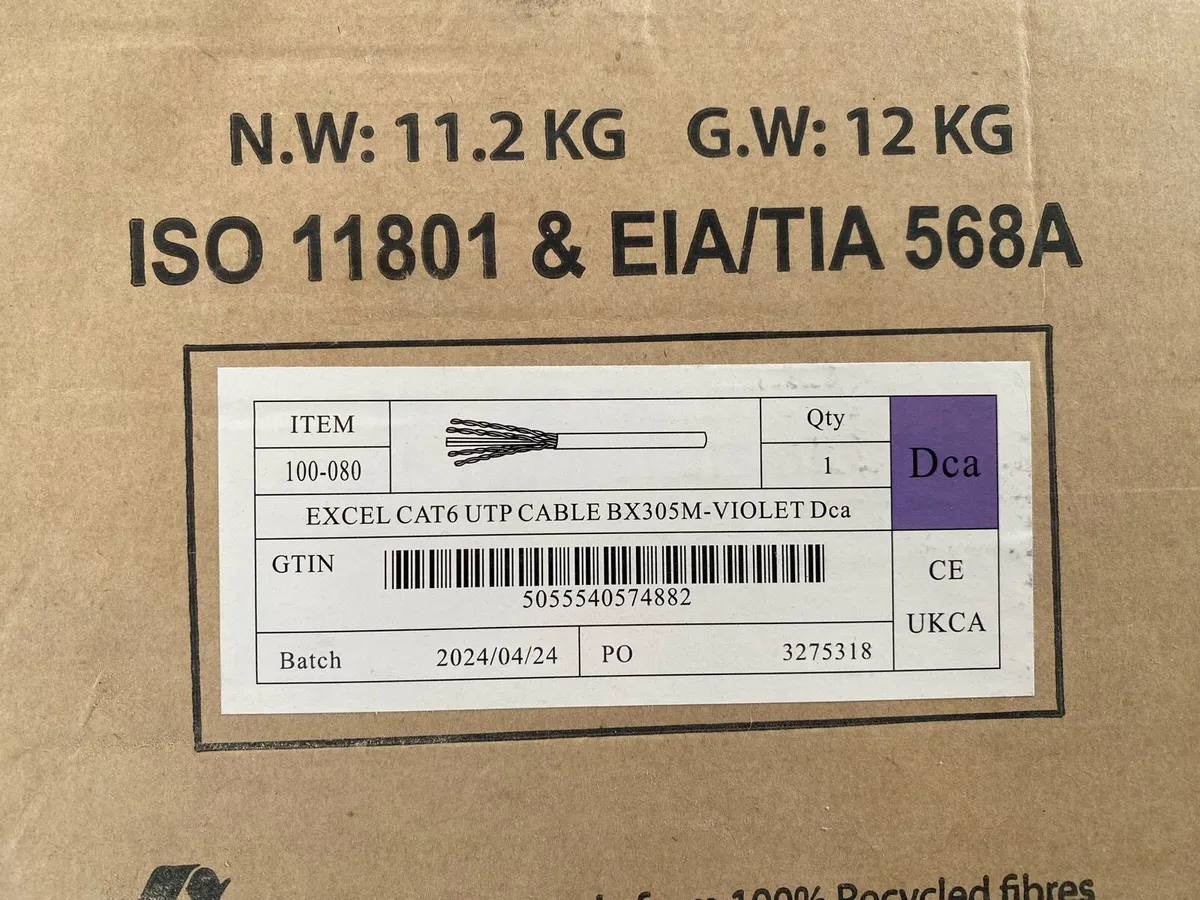 N.W: 11.2 KG G.W: 12 KG
ISO 11801 & EIA/TIA 568A
ITEM
100-080
Qty
1
Dca
EXCEL CAT6 UTP CABLE BX305M-VIOLET Dca
GTIN
5055540574882
CE
UKCA
Batch 2024/04/24
PO 3275318
from 100% Recycled fibres